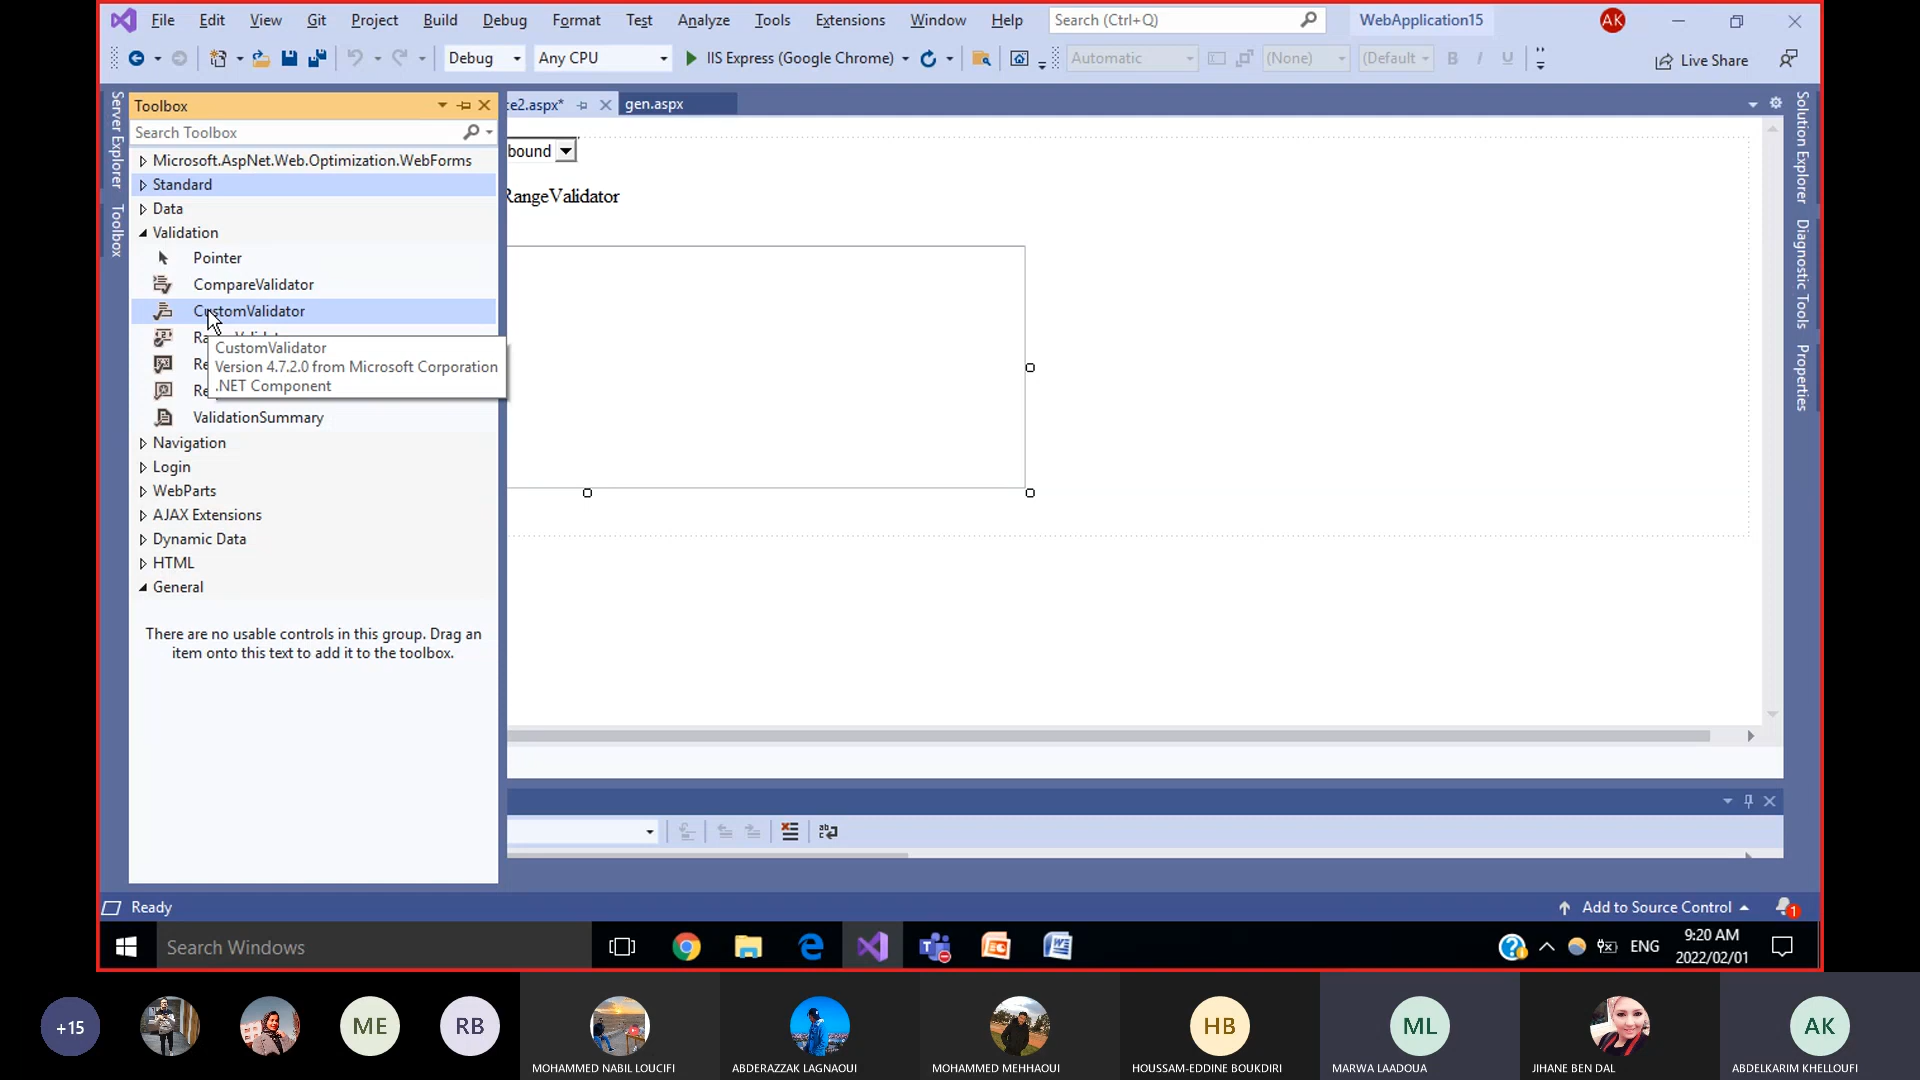 File Edit View Git Project Build Debug Format Test Analyze Tools Extensions Window Help Search (Ctrl+Q) WebApplication15 AK
Debug Any CPU IIS Express (Google Chrome) Automatic (None) (Default B I U Live Share
Server Explorer
Toolbox
Toolbox
Search Toolbox
Microsoft.AspNet.Web.Optimization.WebForms
Standard
Data
Validation
Pointer
CompareValidator
CustomValidator
CustomValidator
Version 4.7.2.0 from Microsoft Corporation
.NET Component
ValidationSummary
Navigation
Login
WebParts
AJAX Extensions
Dynamic Data
HTML
General
There are no usable controls in this group. Drag an
item onto this text to add it to the toolbox.
ce2.aspx* gen.aspx
bound
RangeValidator
Solution Explorer
Diagnostic Tools
Properties
Ready Add to Source Control 1
Search Windows ENG 9:20 AM
2022/02/01
+15 ME RB HB ML AK
MOHAMMED NABIL LOUCIFI ABDERAZZAK LAGNAOUI MOHAMMED MEHHAOUI HOUSSAM-EDDINE BOUKDIRI MARWA LAADOUA JIHANE BEN DAL ABDELKARIM KHELLOUFI